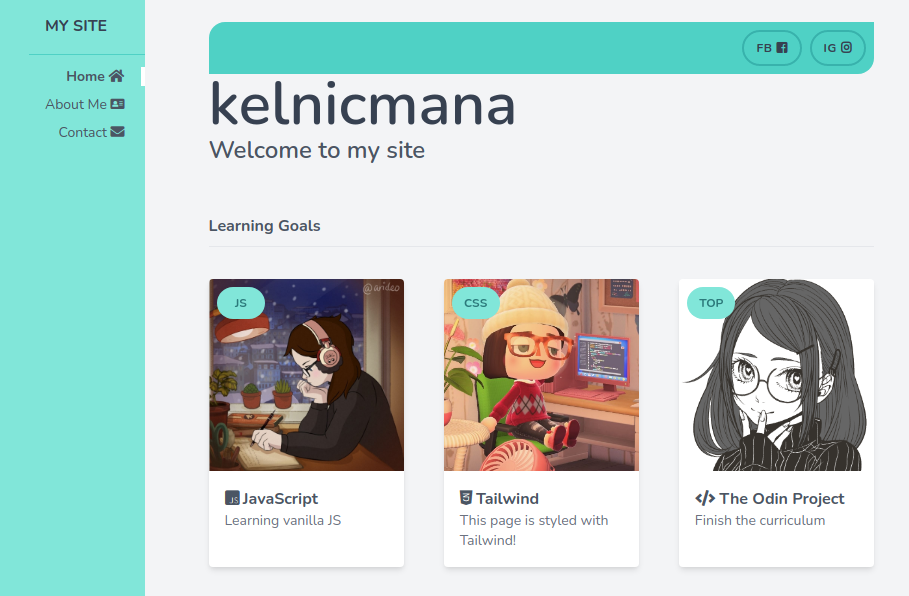 MY SITE
Home
About Me
Contact
FB
IG
kelnicmana
Welcome to my site
Learning Goals
JS
@arideo
CSS
TOP
JS JavaScript
Learning vanilla JS
Tailwind
This page is styled with
Tailwind!
</> The Odin Project
Finish the curriculum